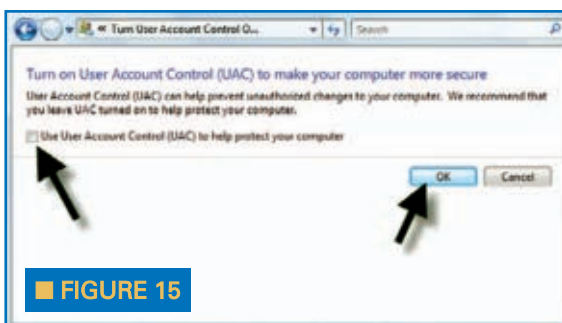 Turn User Account Control O...
Search
Turn on User Account Control (UAC) to make your computer more secure
User Account Control (UAC) can help prevent unauthorized changes to your computer. We recommend that
you leave UAC turned on to help protect your computer.
Use User Account Control (UAC) to help protect your computer
OK Cancel
FIGURE 15